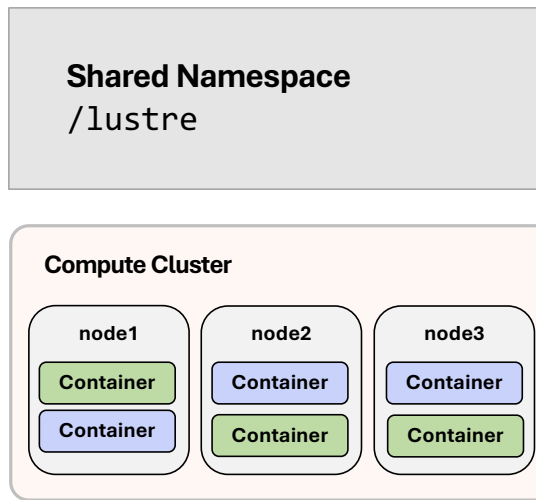 Shared Namespace
/lustre
Compute Cluster
node1
node2
node3
Container
Container
Container
Container
Container
Container